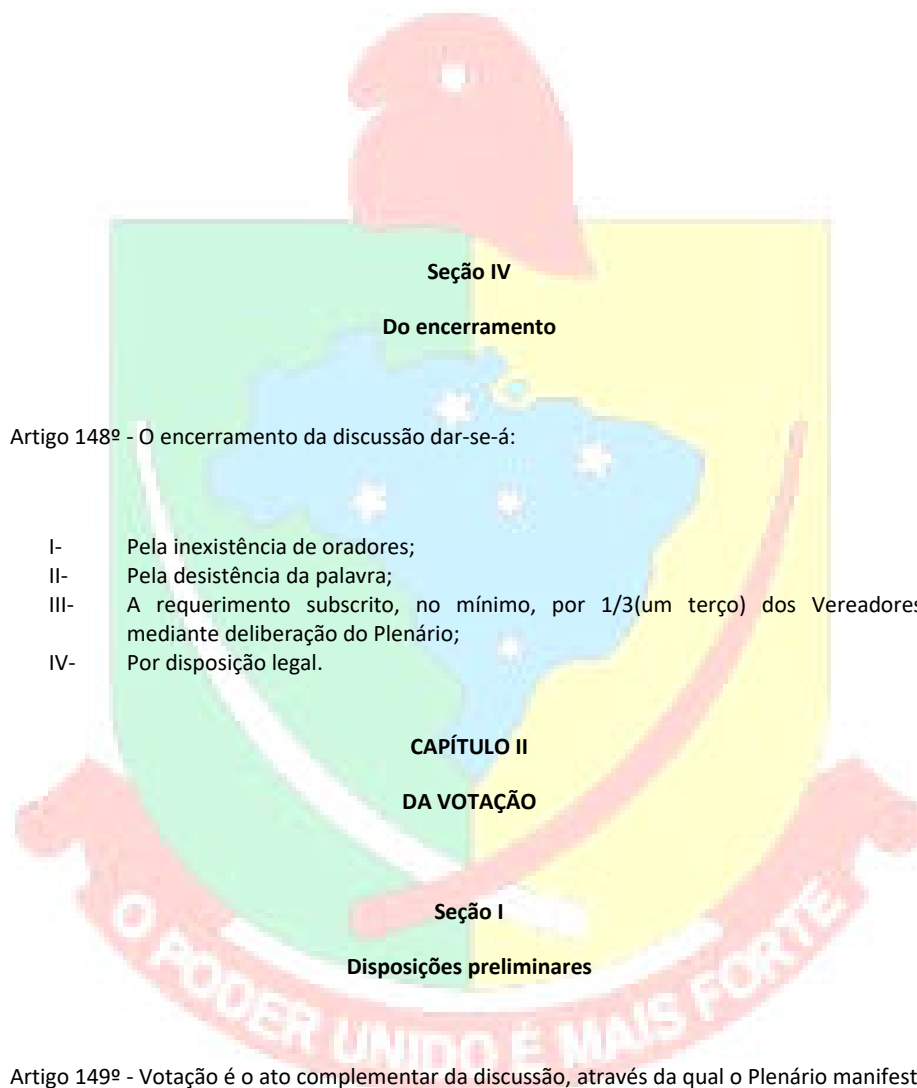 Seção IV
Do encerramento
Artigo 148º - O encerramento da discussão dar-se-á:
I- Pela inexistência de oradores;
II- Pela desistência da palavra;
III- A requerimento subscrito, no mínimo, por 1/3(um terço) dos Vereadores
mediante deliberação do Plenário;
IV- Por disposição legal.
CAPÍTULO II
DA VOTAÇÃO
Seção I
Disposições preliminares
O PODER UNIDO É MAIS FORTE
Artigo 149º - Votação é o ato complementar da discussão, através da qual o Plenário manifest